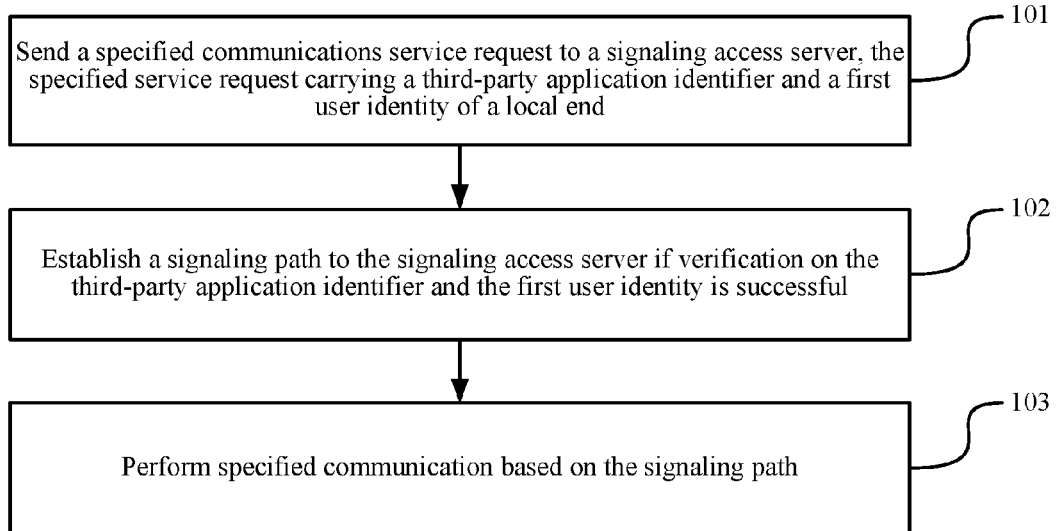 101
Send a specified communications service request to a signaling access server, the
specified service request carrying a third-party application identifier and a first
user identity of a local end
102
Establish a signaling path to the signaling access server if verification on the
third-party application identifier and the first user identity is successful
103
Perform specified communication based on the signaling path